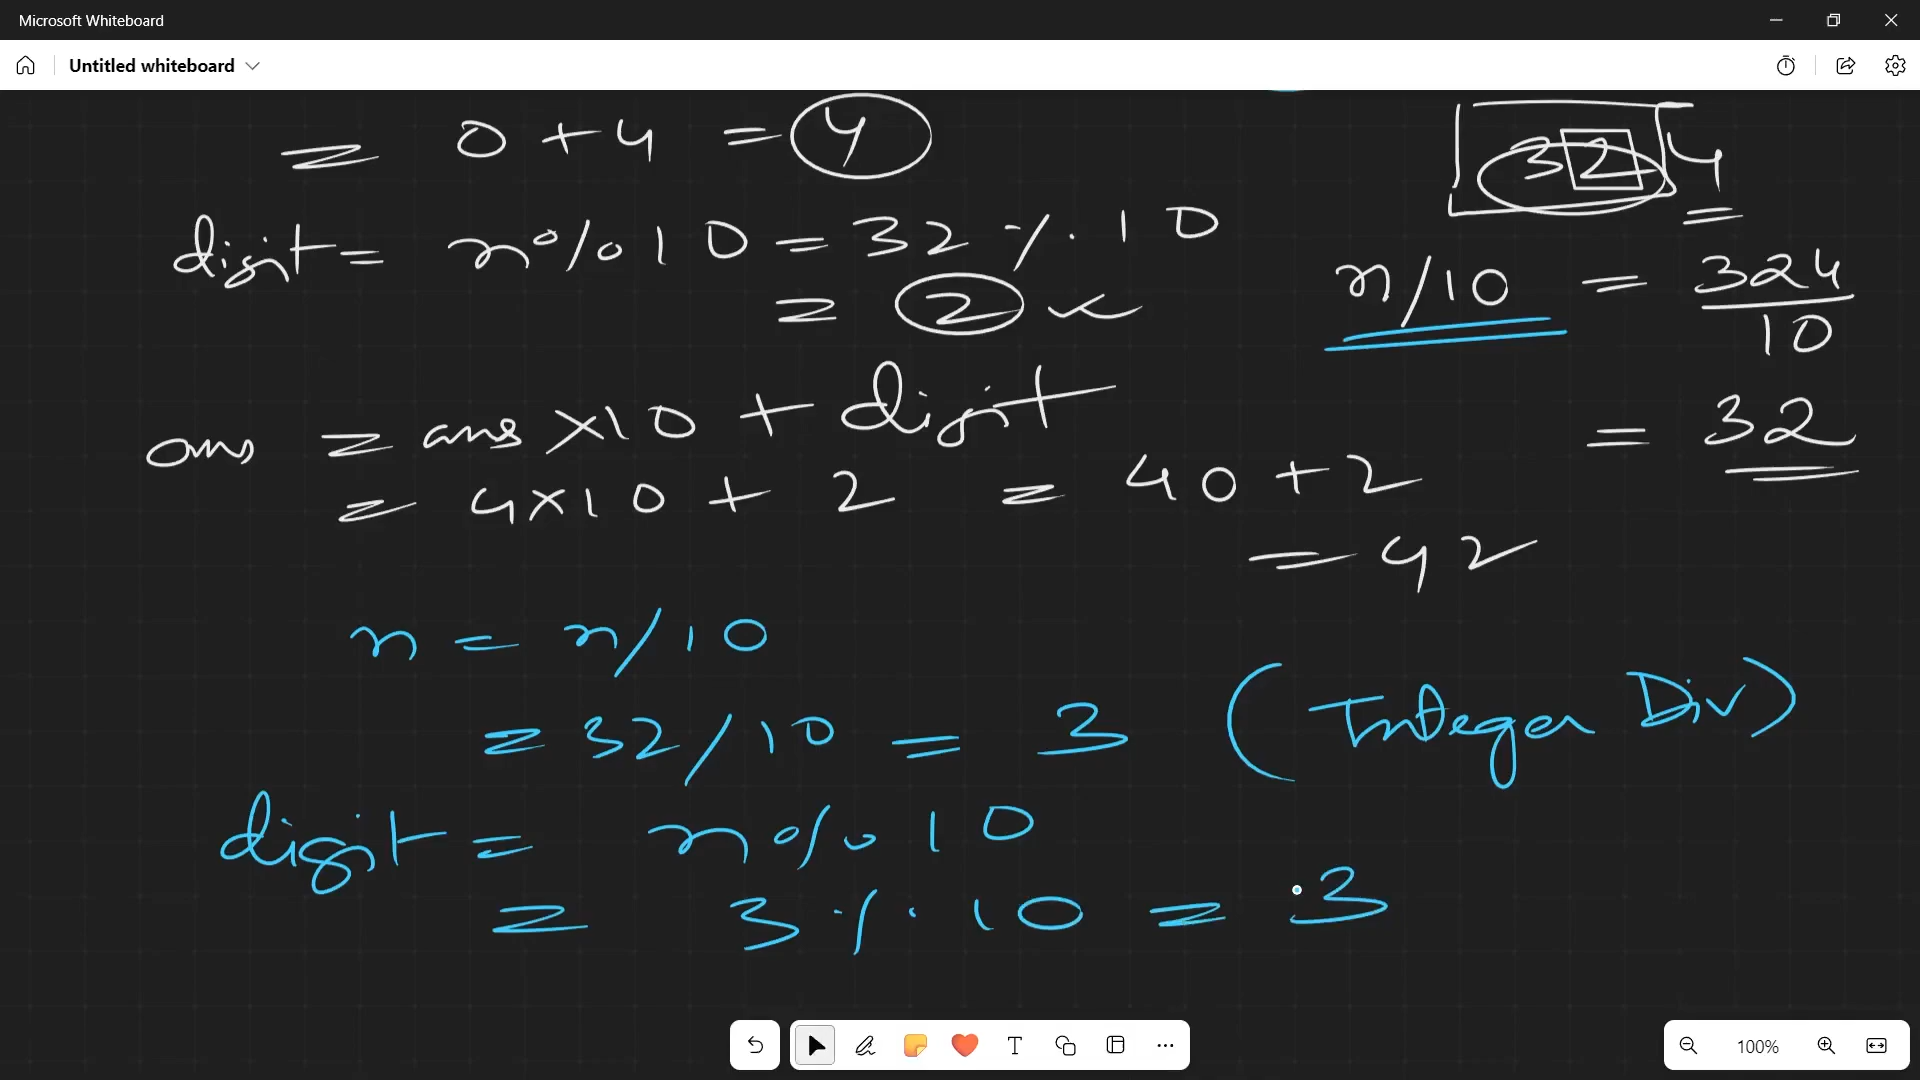 Microsoft Whiteboard
Untitled whiteboard
= 0 + 4 = 4
digit = n%10 = 32 % 10
= 2
ans = ans × 10 + digit
= 4 × 10 + 2 = 40 + 2
= 42
324
n/10 = 324/10
= 32
n = n/10
= 32/10 = 3 (Integer Div)
digit = n%10
= 3 % 10 = 3
100%